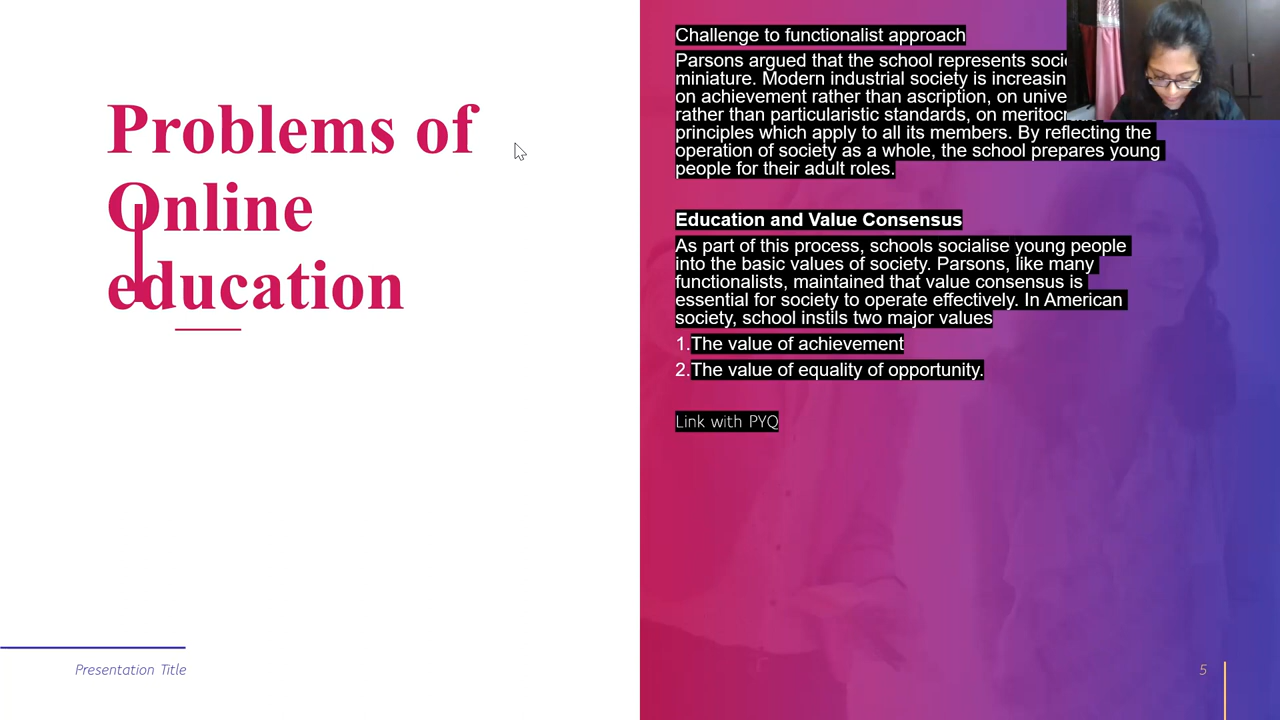 Problems of
Online
education
Presentation Title
Challenge to functionalist approach
Parsons argued that the school represents
miniature. Modern industrial society is
on achievement rather than ascription, on
rather than particularistic standards, on
principles which apply to all its members. By reflecting the
operation of society as a whole, the school prepares young
people for their adult roles.
Education and Value Consensus
As part of this process, schools socialise young people
into the basic values of society. Parsons, like many
functionalists, maintained that value consensus is
essential for society to operate effectively. In American
society, school instils two major values
1.The value of achievement
2.The value of equality of opportunity.
Link with PYQ
5